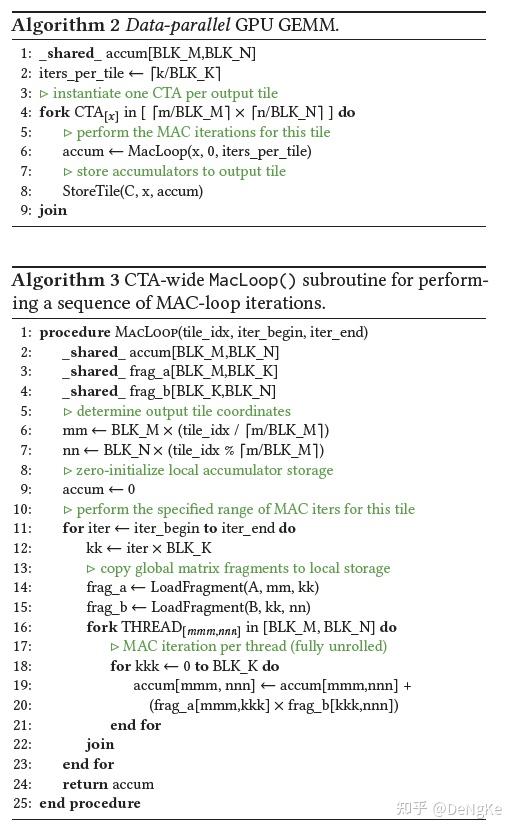 Algorithm 2 Data-parallel GPU GEMM.
1: _shared_ accum[BLK_M,BLK_N]
2: iters_per_tile ← ⌈k/BLK_K⌉
3: ▷ instantiate one CTA per output tile
4: fork CTA[x] in [ ⌈m/BLK_M⌉ × ⌈n/BLK_N⌉ ] do
5: ▷ perform the MAC iterations for this tile
6: accum ← MacLoop(x, 0, iters_per_tile)
7: ▷ store accumulators to output tile
8: StoreTile(C, x, accum)
9: join
Algorithm 3 CTA-wide MacLoop() subroutine for perform-
ing a sequence of MAC-loop iterations.
1: procedure MacLoop(tile_idx, iter_begin, iter_end)
2: _shared_ accum[BLK_M,BLK_N]
3: _shared_ frag_a[BLK_M,BLK_K]
4: _shared_ frag_b[BLK_K,BLK_N]
5: ▷ determine output tile coordinates
6: mm ← BLK_M × (tile_idx / ⌈m/BLK_M⌉)
7: nn ← BLK_N × (tile_idx % ⌈m/BLK_M⌉)
8: ▷ zero-initialize local accumulator storage
9: accum ← 0
10: ▷ perform the specified range of MAC iters for this tile
11: for iter ← iter_begin to iter_end do
12: kk ← iter × BLK_K
13: ▷ copy global matrix fragments to local storage
14: frag_a ← LoadFragment(A, mm, kk)
15: frag_b ← LoadFragment(B, kk, nn)
16: fork THREAD[mmm,nnn] in [BLK_M, BLK_N] do
17: ▷ MAC iteration per thread (fully unrolled)
18: for kkk ← 0 to BLK_K do
19: accum[mmm, nnn] ← accum[mmm,nnn] +
20: (frag_a[mmm,kkk] × frag_b[kkk,nnn])
21: end for
22: join
23: end for
24: return accum
25: end procedure
知乎 @DeNgKe